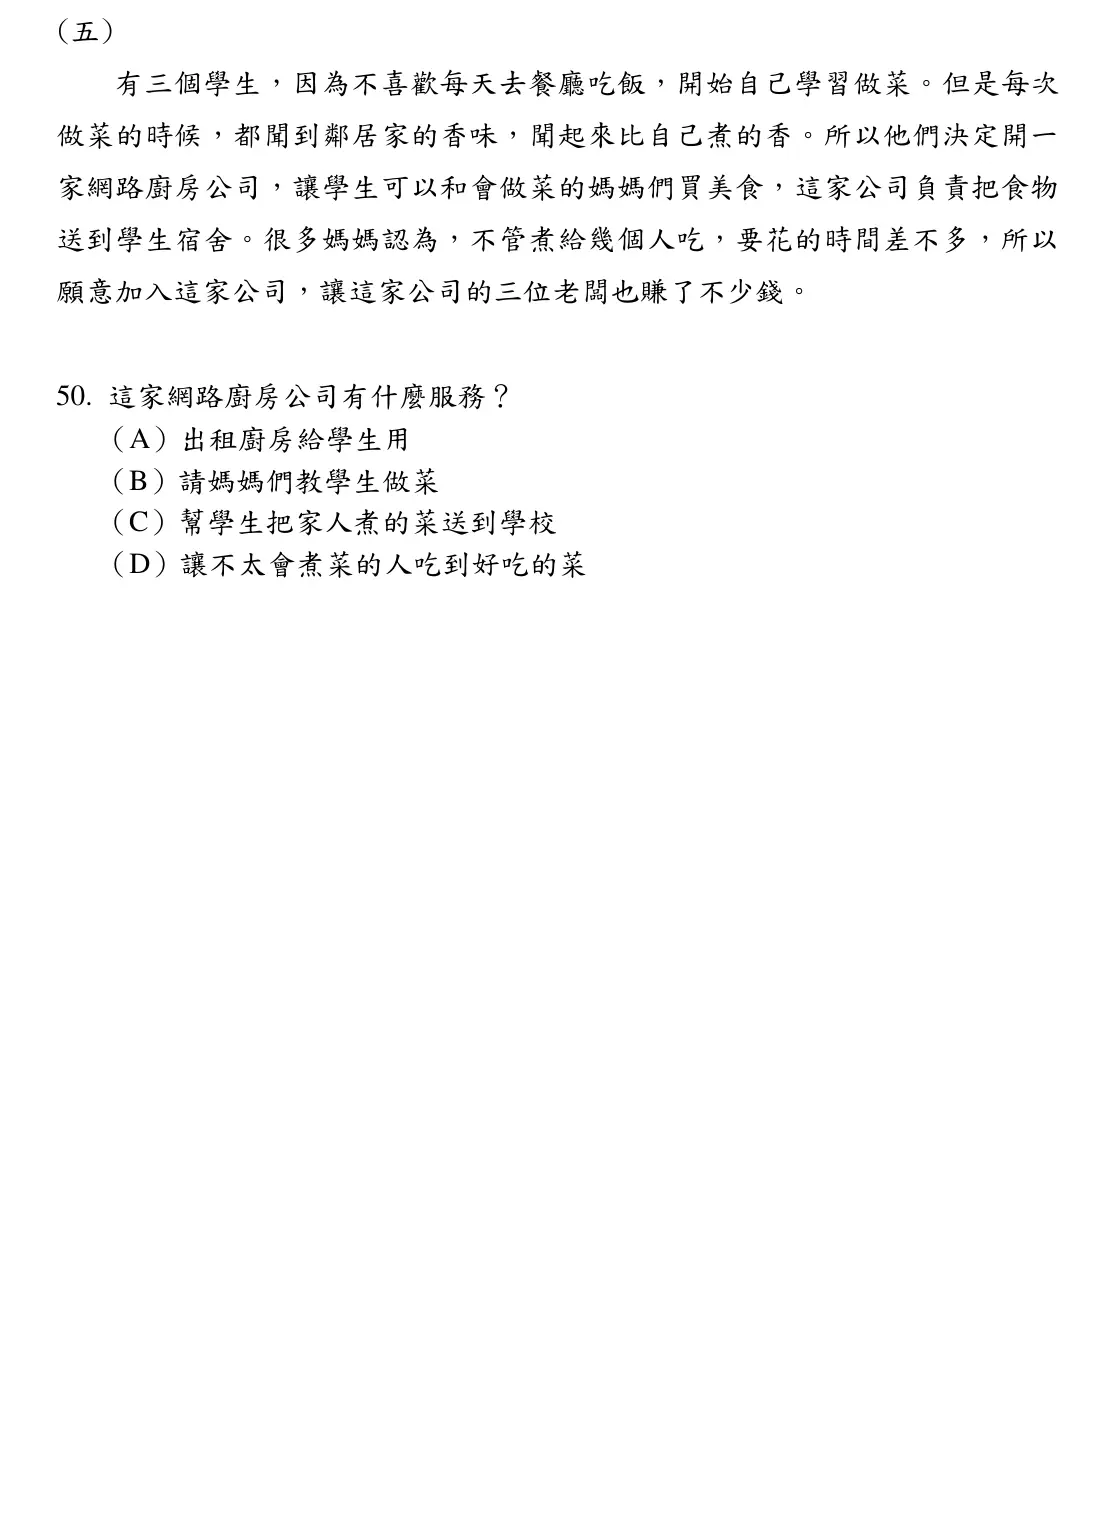 （五）
有三個學生，因為不喜歡每天去餐廳吃飯，開始自己學習做菜。但是每次
做菜的時候，都聞到鄰居家的香味，聞起來比自己煮的香。所以他們決定開一
家網路廚房公司，讓學生可以和會做菜的媽媽們買美食，這家公司負責把食物
送到學生宿舍。很多媽媽認為，不管煮給幾個人吃，要花的時間差不多，所以
願意加入這家公司，讓這家公司的三位老闆也賺了不少錢。
50. 這家網路廚房公司有什麼服務？
（A）出租廚房給學生用
（B）請媽媽們教學生做菜
（C）幫學生把家人煮的菜送到學校
（D）讓不太會煮菜的人吃到好吃的菜